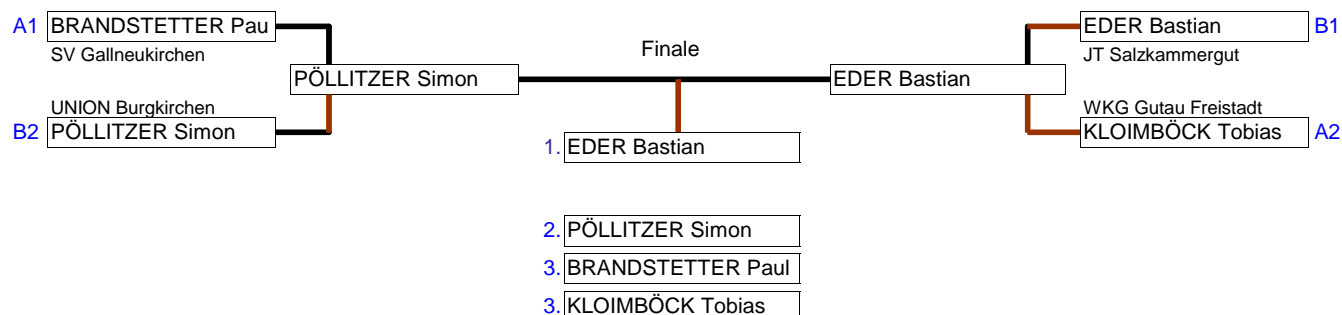 A1 BRANDSTETTER Pau
SV Gallneukirchen
EDER Bastian B1
JT Salzkammergut
Finale
PÖLLITZER Simon
EDER Bastian
UNION Burgkirchen
B2 PÖLLITZER Simon
WKG Gutau Freistadt
KLOIMBÖCK Tobias A2
1. EDER Bastian
2. PÖLLITZER Simon
3. BRANDSTETTER Paul
3. KLOIMBÖCK Tobias